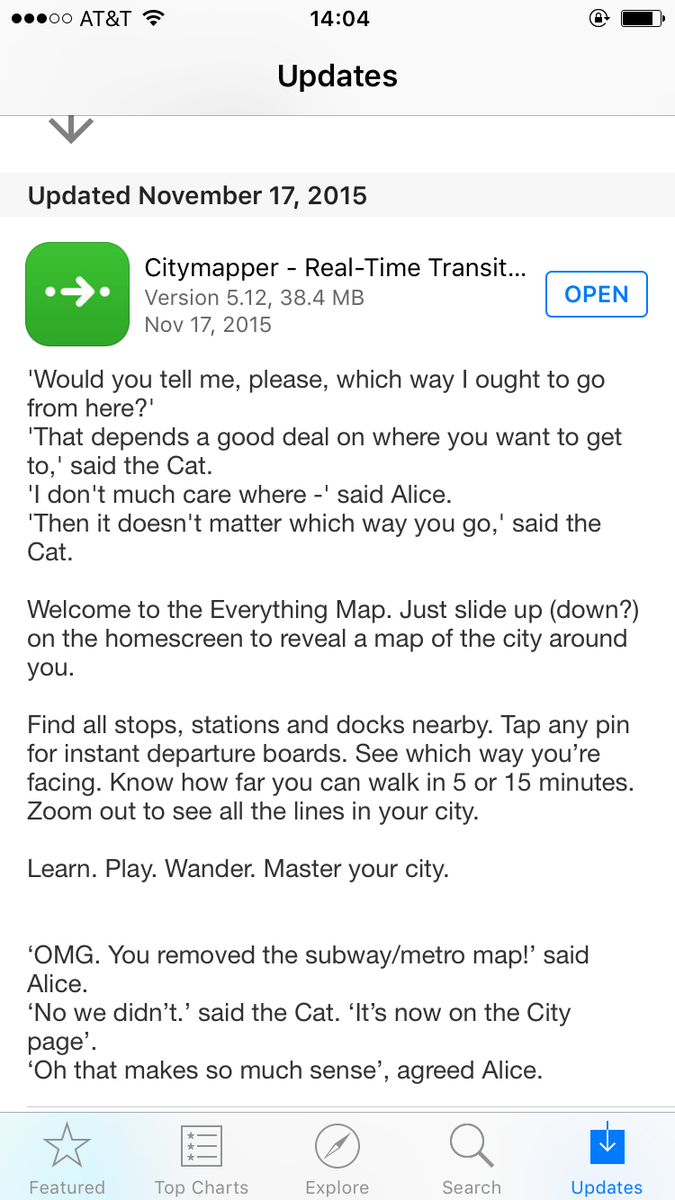 AT&T 14:04
Updates
Updated November 17, 2015
Citymapper - Real-Time Transit...
Version 5.12, 38.4 MB
Nov 17, 2015
OPEN
'Would you tell me, please, which way I ought to go
from here?'
'That depends a good deal on where you want to get
to,' said the Cat.
'I don't much care where -' said Alice.
'Then it doesn't matter which way you go,' said the
Cat.
Welcome to the Everything Map. Just slide up (down?)
on the homescreen to reveal a map of the city around
you.
Find all stops, stations and docks nearby. Tap any pin
for instant departure boards. See which way you’re
facing. Know how far you can walk in 5 or 15 minutes.
Zoom out to see all the lines in your city.
Learn. Play. Wander. Master your city.
‘OMG. You removed the subway/metro map!’ said
Alice.
‘No we didn’t.’ said the Cat. ‘It’s now on the City
page’.
‘Oh that makes so much sense’, agreed Alice.
Featured Top Charts Explore Search Updates